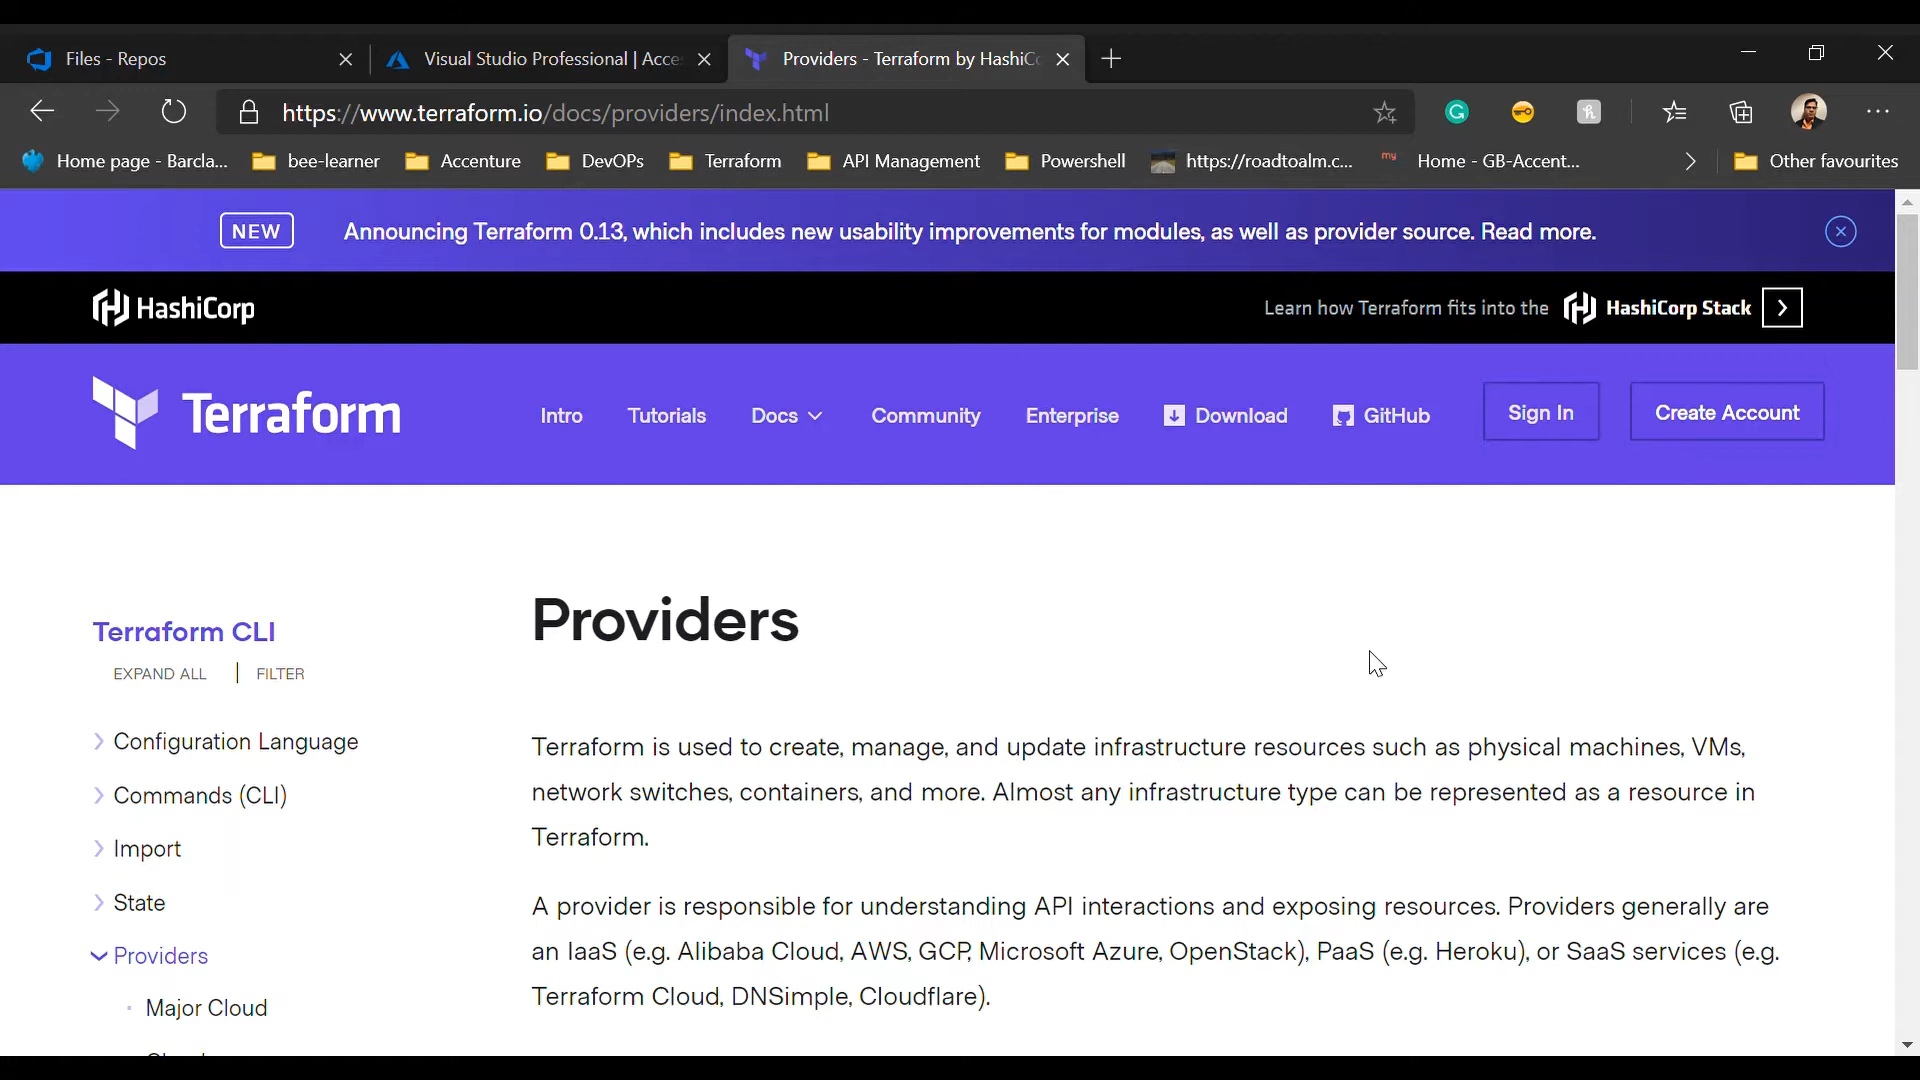 Files - Repos
Visual Studio Professional | Acce
Providers - Terraform by HashiC
https://www.terraform.io/docs/providers/index.html
Home page - Barcla...
bee-learner
Accenture
DevOPs
Terraform
API Management
Powershell
https://roadtoalm.c...
my
Home - GB-Accent...
Other favourites
NEW
Announcing Terraform 0.13, which includes new usability improvements for modules, as well as provider source. Read more.
HashiCorp
Learn how Terraform fits into the HashiCorp Stack
Terraform
Intro
Tutorials
Docs
Community
Enterprise
Download
GitHub
Sign In
Create Account
Terraform CLI
EXPAND ALL | FILTER
Configuration Language
Commands (CLI)
Import
State
Providers
Major Cloud
Providers
Terraform is used to create, manage, and update infrastructure resources such as physical machines, VMs,
network switches, containers, and more. Almost any infrastructure type can be represented as a resource in
Terraform.
A provider is responsible for understanding API interactions and exposing resources. Providers generally are
an IaaS (e.g. Alibaba Cloud, AWS, GCP, Microsoft Azure, OpenStack), PaaS (e.g. Heroku), or SaaS services (e.g.
Terraform Cloud, DNSimple, Cloudflare).